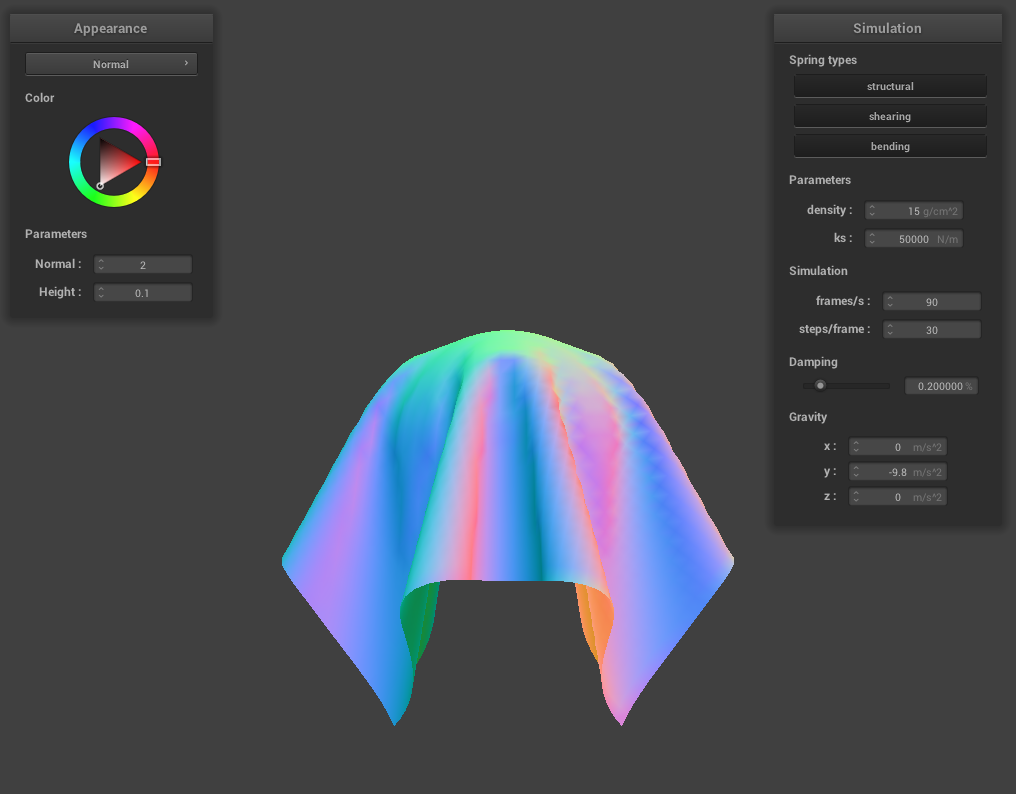 Appearance
Normal
Color
Parameters
Normal : 2
Height : 0.1
Simulation
Spring types
structural
shearing
bending
Parameters
density : 15 g/cm^2
ks : 50000 N/m
Simulation
frames/s : 90
steps/frame : 30
Damping
0.200000 %
Gravity
x : 0 m/s^2
y : -9.8 m/s^2
z : 0 m/s^2